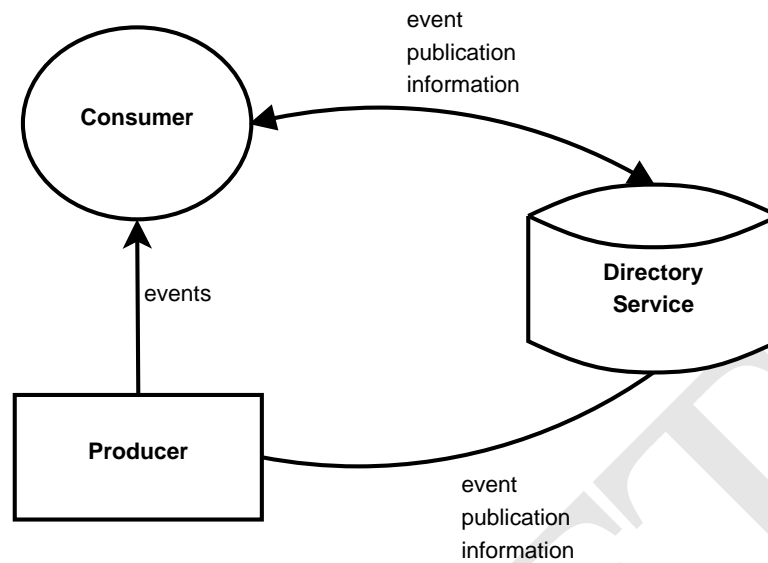 event
publication
information
Consumer
Directory
Service
events
Producer
event
publication
information